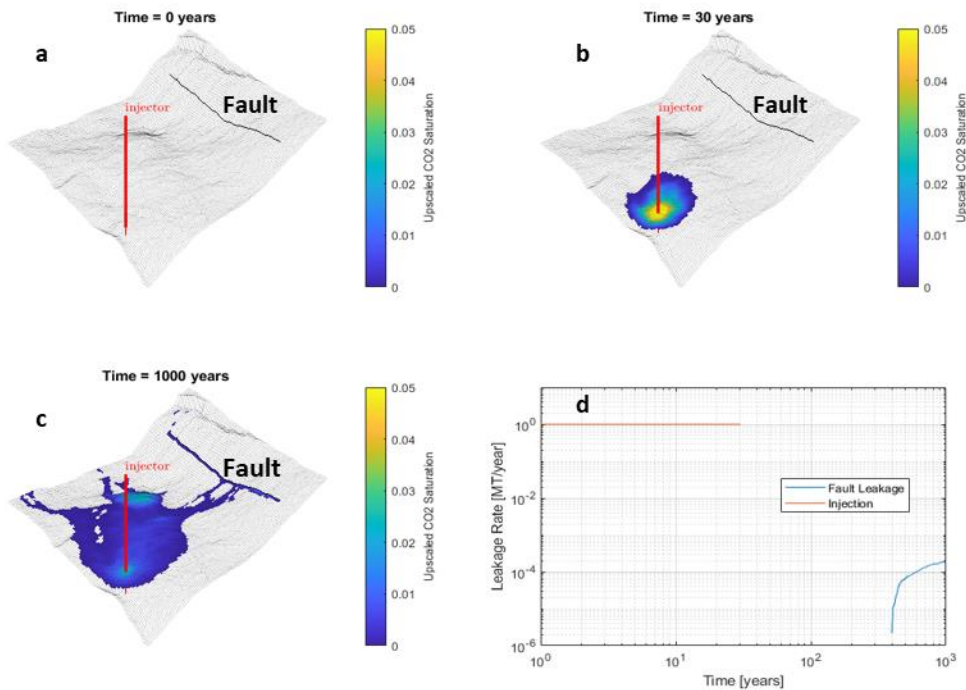 Time = 0 years
a
injector
Fault
0.05
0.04
0.03
0.02
0.01
0
Upscaled CO2 Saturation
Time = 30 years
b
injector
Fault
0.05
0.04
0.03
0.02
0.01
0
Upscaled CO2 Saturation
Time = 1000 years
c
injector
Fault
0.05
0.04
0.03
0.02
0.01
0
Upscaled CO2 Saturation
d
Leakage Rate [MT/year]
10^0
10^-2
10^-4
10^-6
Fault Leakage
Injection
10^0 10^1 10^2 10^3
Time [years]